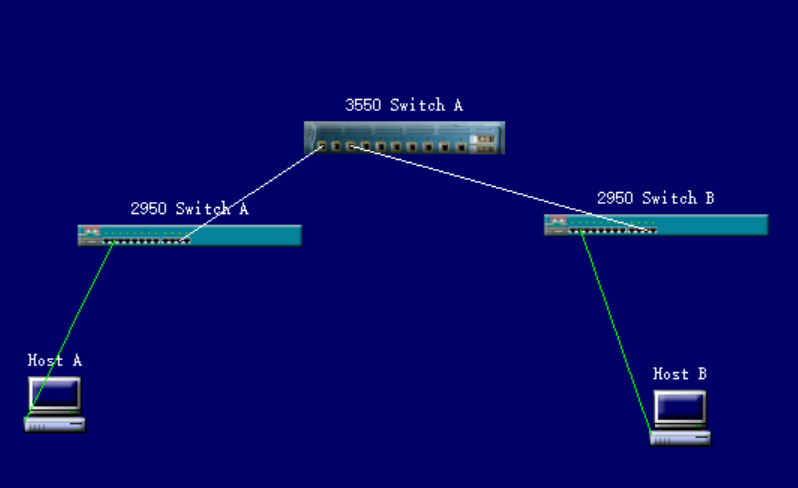 3550 Switch A
2950 Switch A
2950 Switch B
Host A
Host B